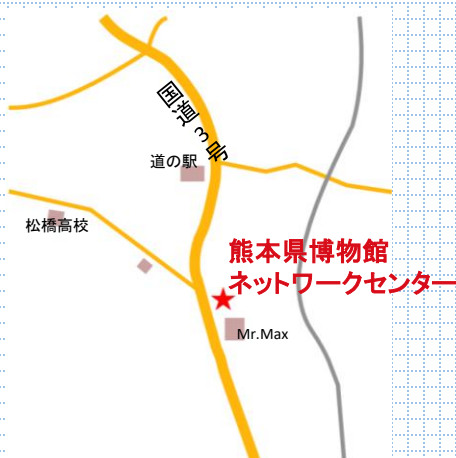 国道3号
道の駅
松橋高校
熊本県博物館
ネットワークセンター
Mr.Max